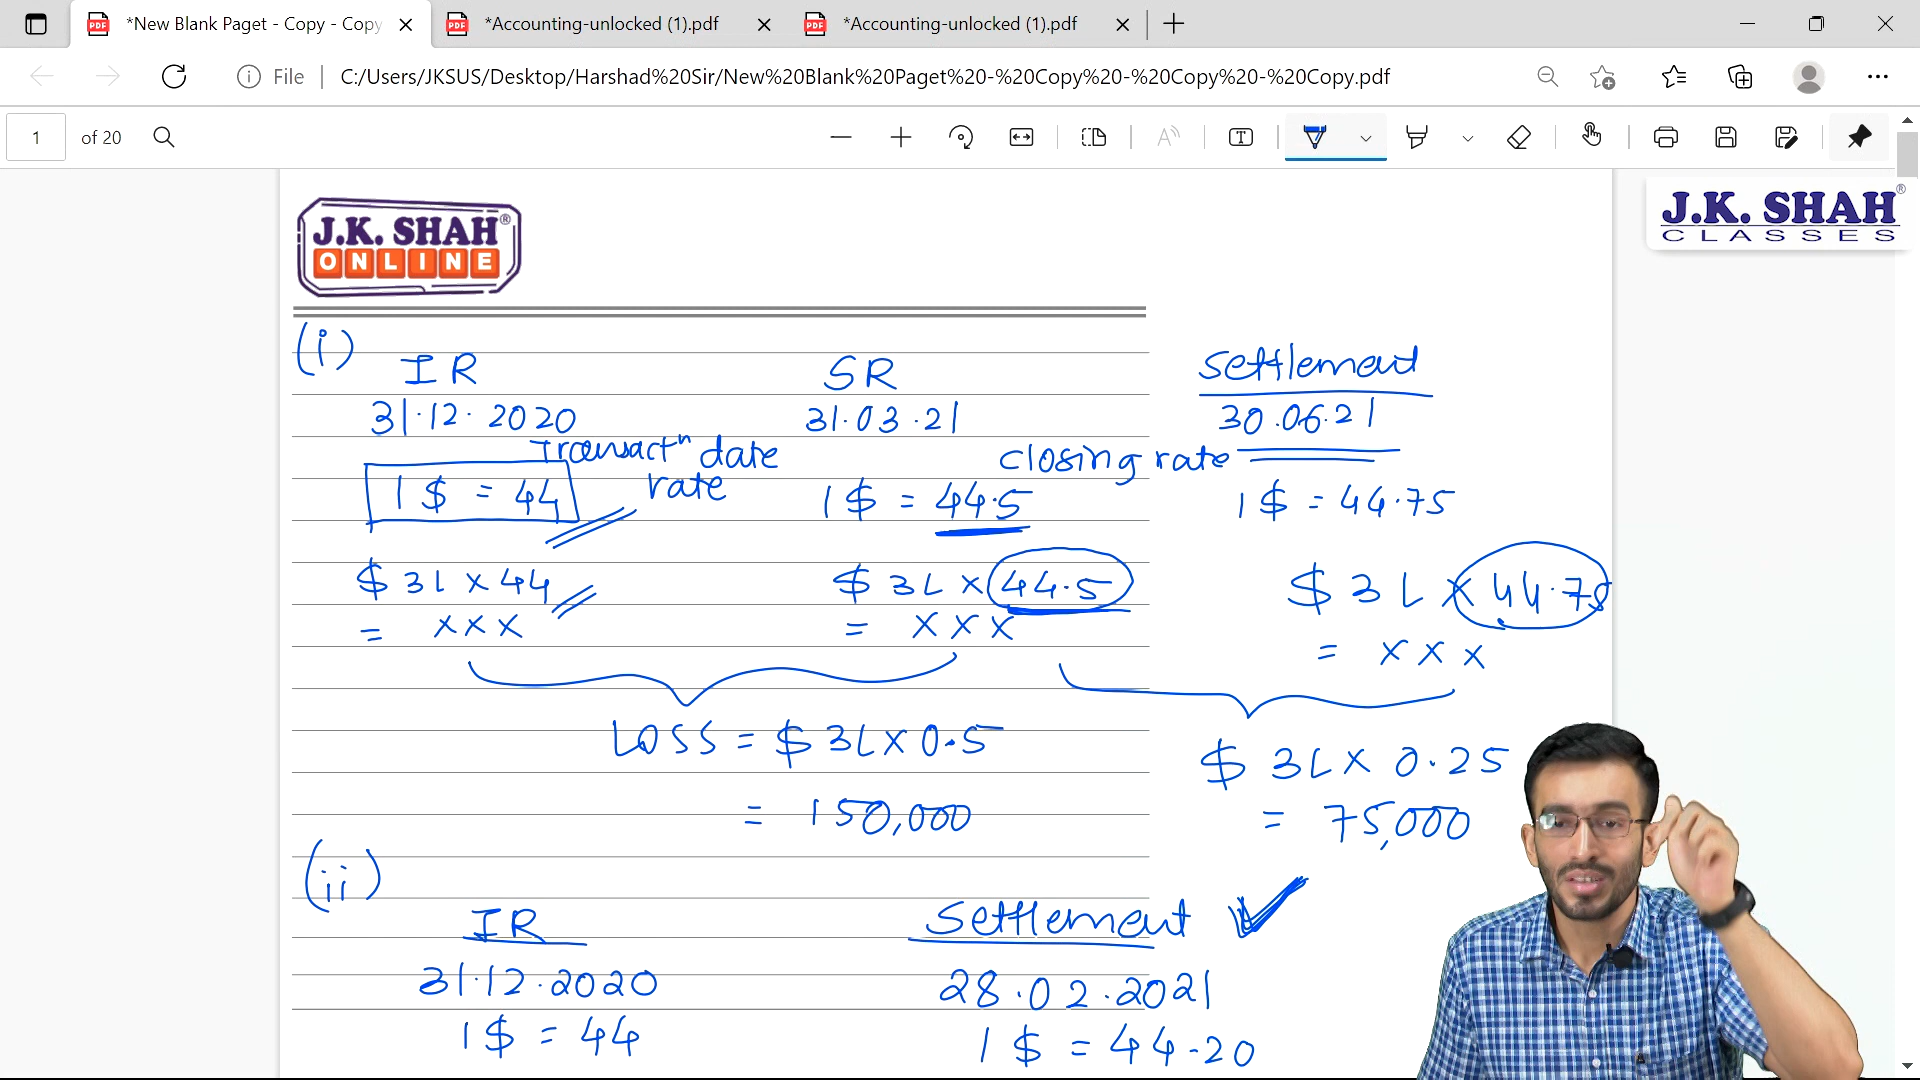 *New Blank Paget - Copy - Copy
*Accounting-unlocked (1).pdf
*Accounting-unlocked (1).pdf
File
C:/Users/JKSUS/Desktop/Harshad%20Sir/New%20Blank%20Paget%20-%20Copy%20-%20Copy%20-%20Copy.pdf
1 of 20
J.K. SHAH®
ONLINE
J.K. SHAH®
CLASSES
(i)
IR SR Settlement
31.12.2020 31.03.21 30.06.21
Transactⁿ date rate closing rate
1 $ = 44 1 $ = 44.5 1 $ = 44.75
$ 3L x 44 $ 3L x 44.5 $ 3L x 44.75
= xxx = xxx = xxx
LOSS = $ 3L x 0.5 $ 3L x 0.25
= 150,000 = 75,000
(ii)
IR Settlement ✓
31.12.2020 28.02.2021
1 $ = 44 1 $ = 44.20